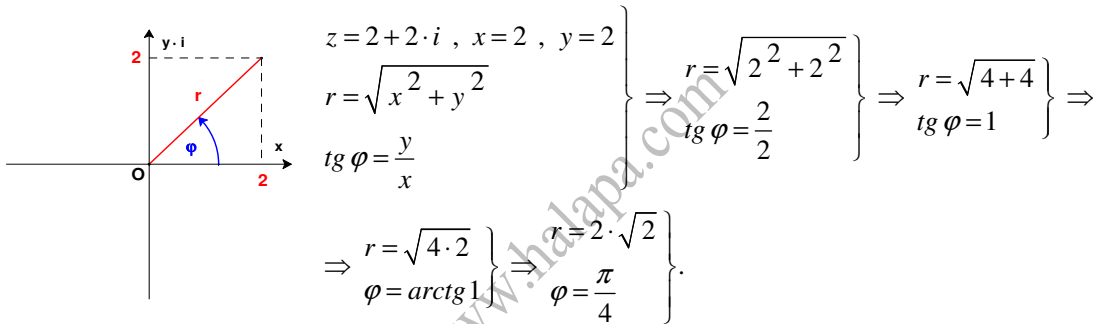 y · i
2
r
φ
x
O
2
z = 2 + 2 · i , x = 2 , y = 2
r = √(x² + y²)
tg φ = y/x
⇒
r = √(2² + 2²)
tg φ = 2/2
⇒
r = √(4 + 4)
tg φ = 1
⇒
⇒
r = √(4 · 2)
φ = arctg 1
⇒
r = 2 · √2
φ = π/4
.
www.halapa.com